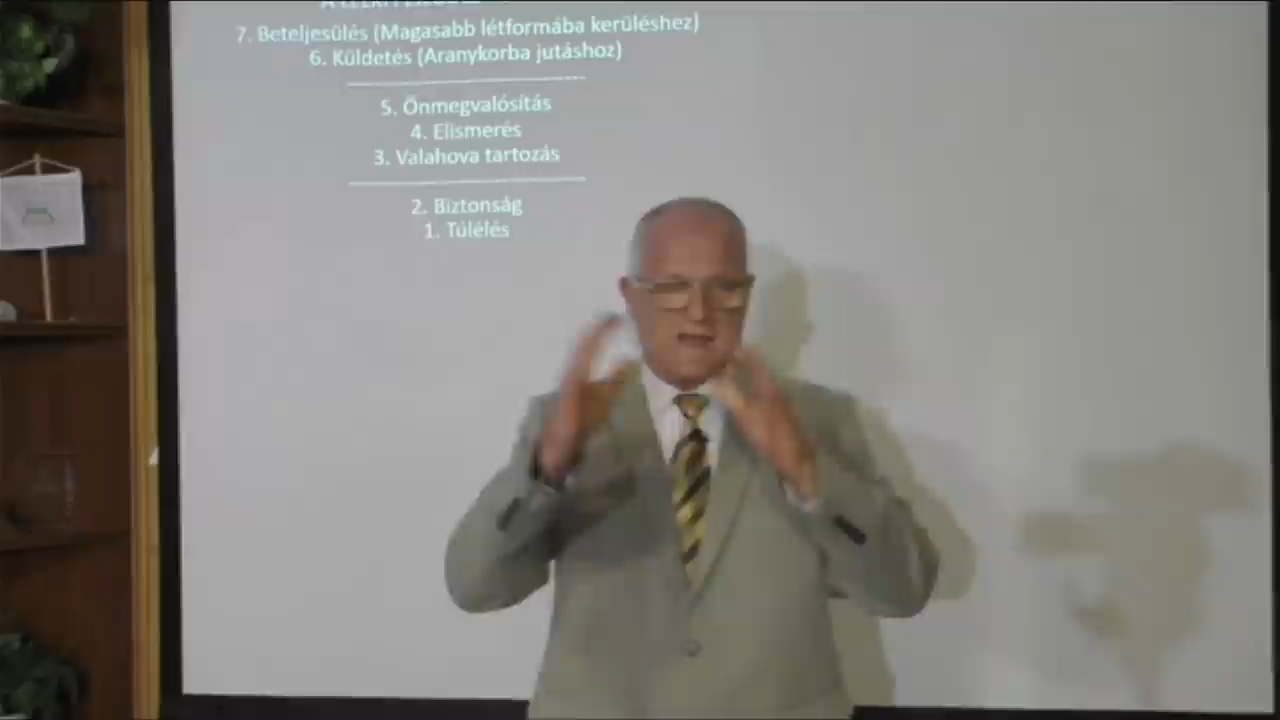 7. Beteljesülés (Magasabb létformába kerüléshez)
6. Küldetés (Aranykorba jutáshoz)
5. Önmegvalósítás
4. Elismerés
3. Valahova tartozás
2. Biztonság
1. Túlélés